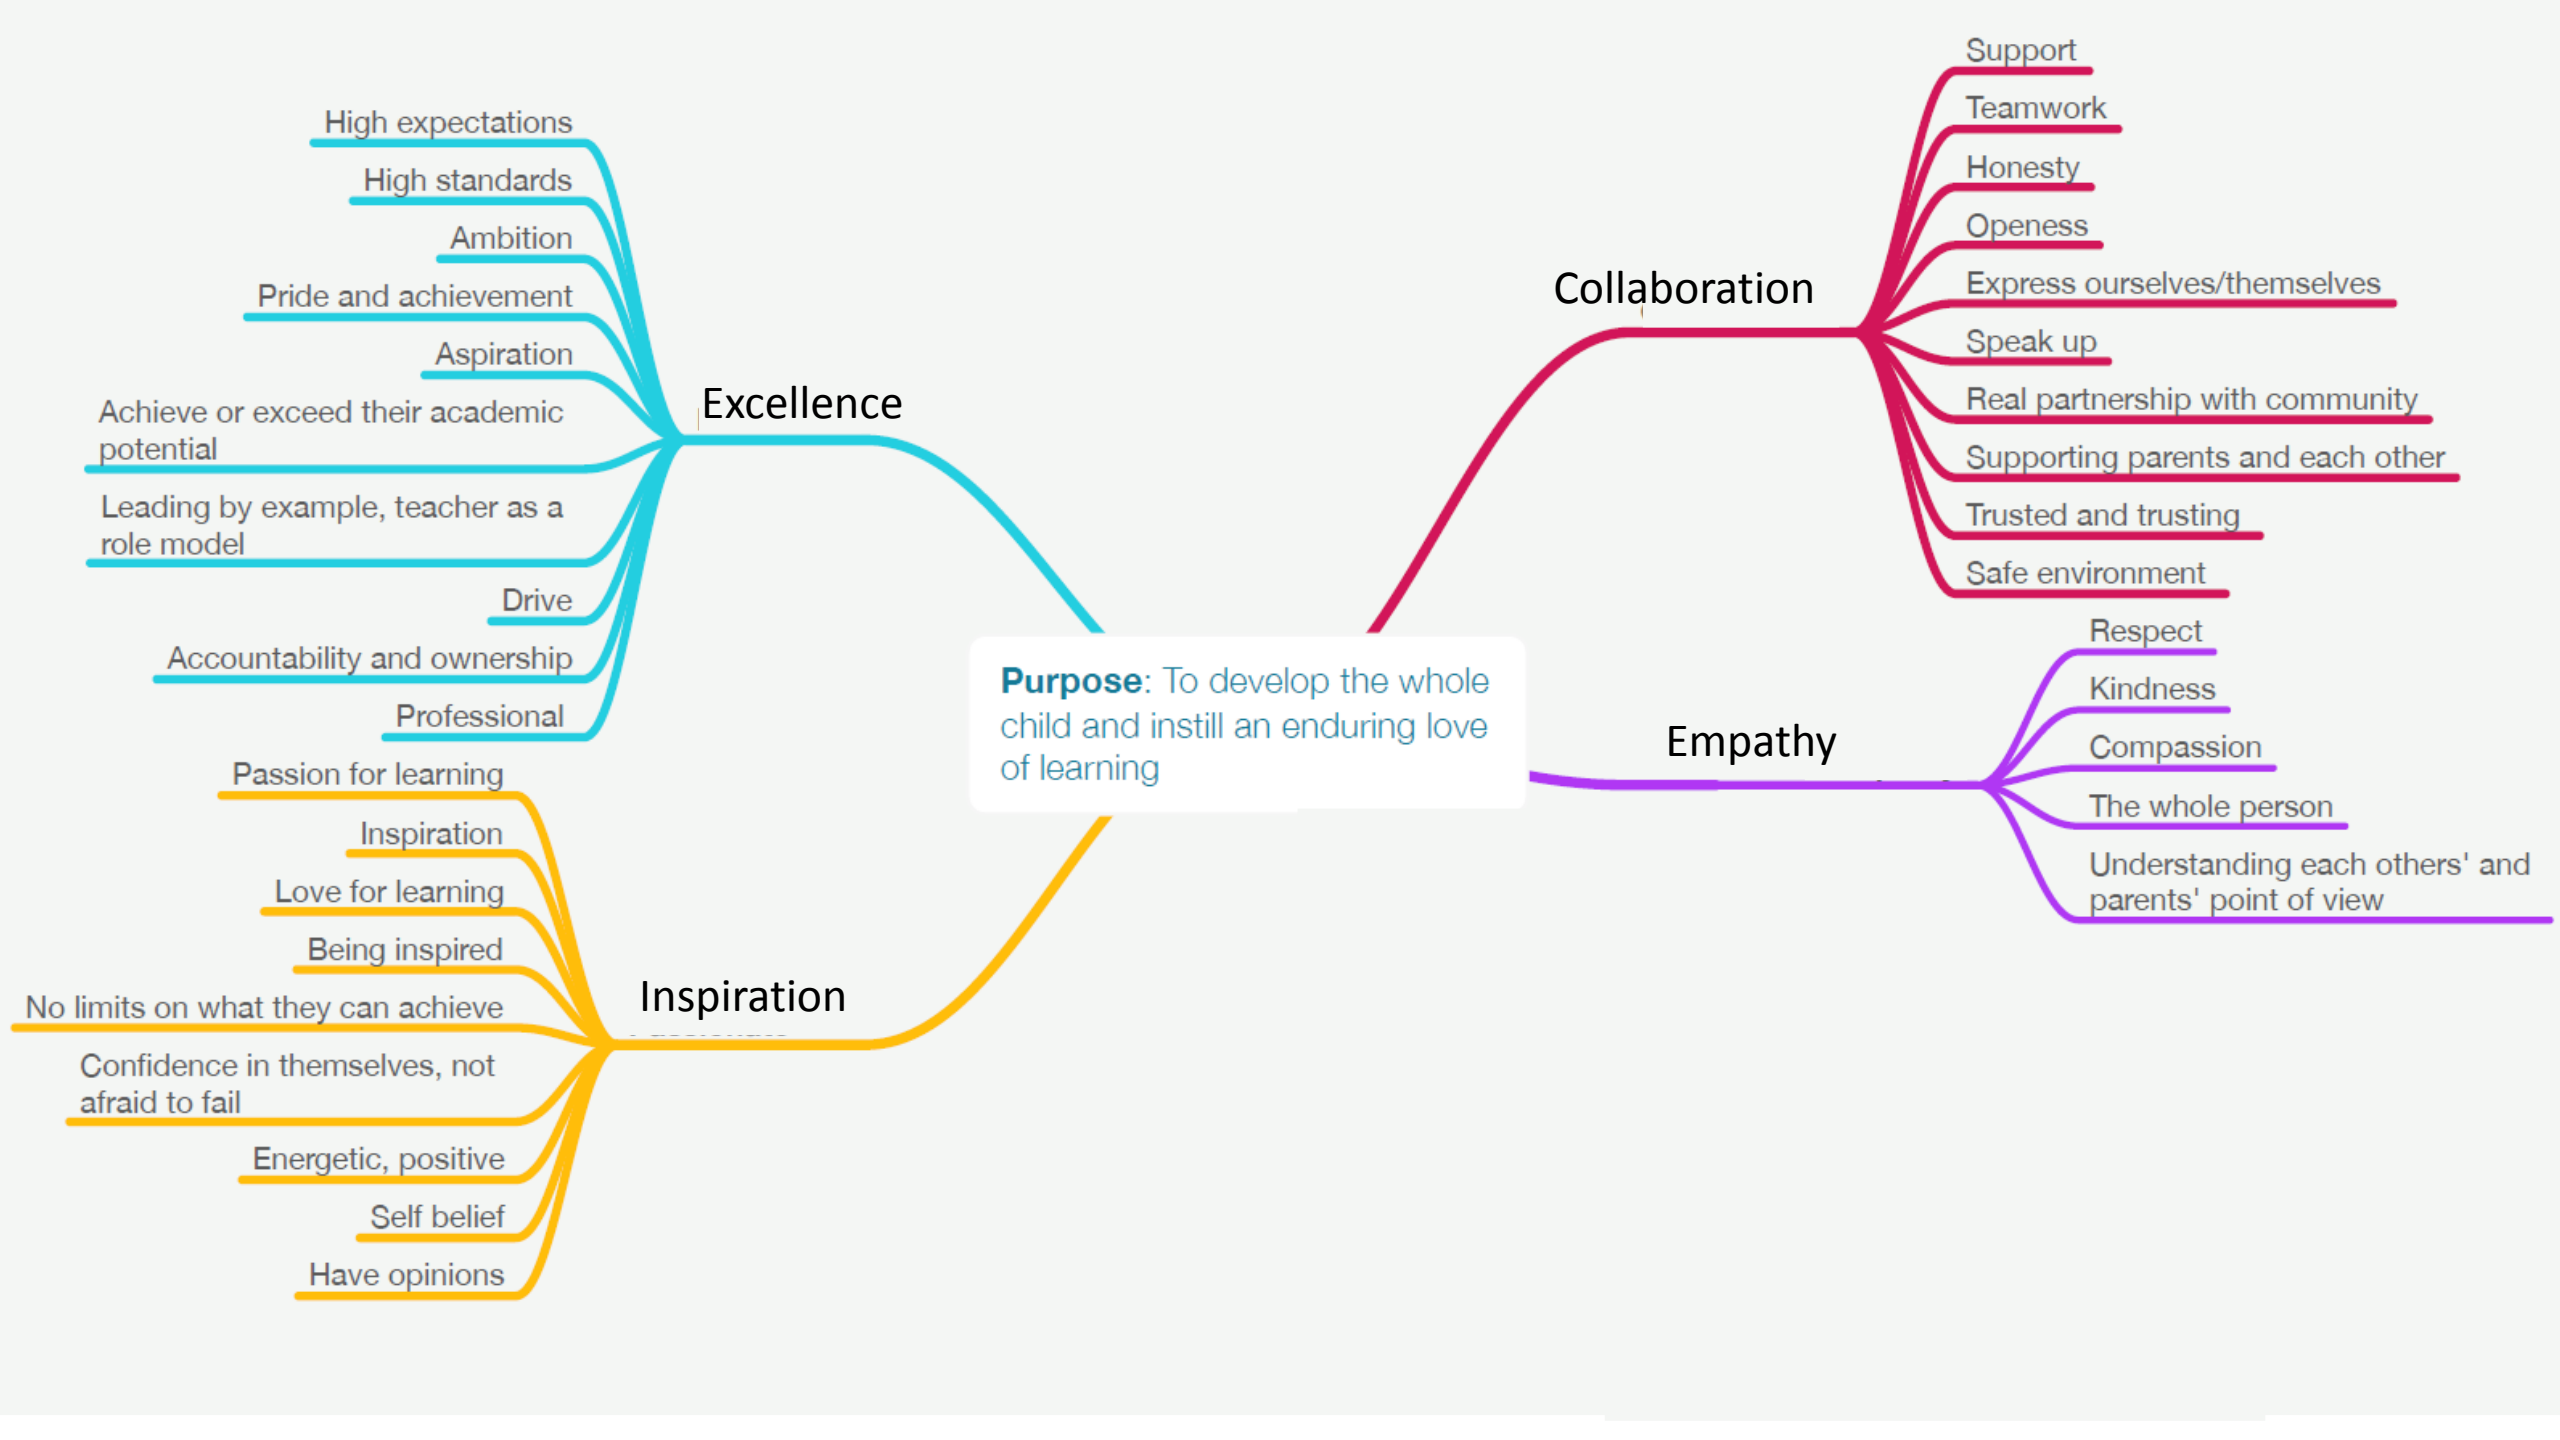 High expectations
High standards
Ambition
Pride and achievement
Aspiration
Achieve or exceed their academic
potential
Leading by example, teacher as a
role model
Drive
Accountability and ownership
Professional
Excellence
Passion for learning
Inspiration
Love for learning
Being inspired
No limits on what they can achieve
Confidence in themselves, not
afraid to fail
Energetic, positive
Self belief
Have opinions
Inspiration
Purpose: To develop the whole
child and instill an enduring love
of learning
Collaboration
Support
Teamwork
Honesty
Openess
Express ourselves/themselves
Speak up
Real partnership with community
Supporting parents and each other
Trusted and trusting
Safe environment
Empathy
Respect
Kindness
Compassion
The whole person
Understanding each others' and
parents' point of view